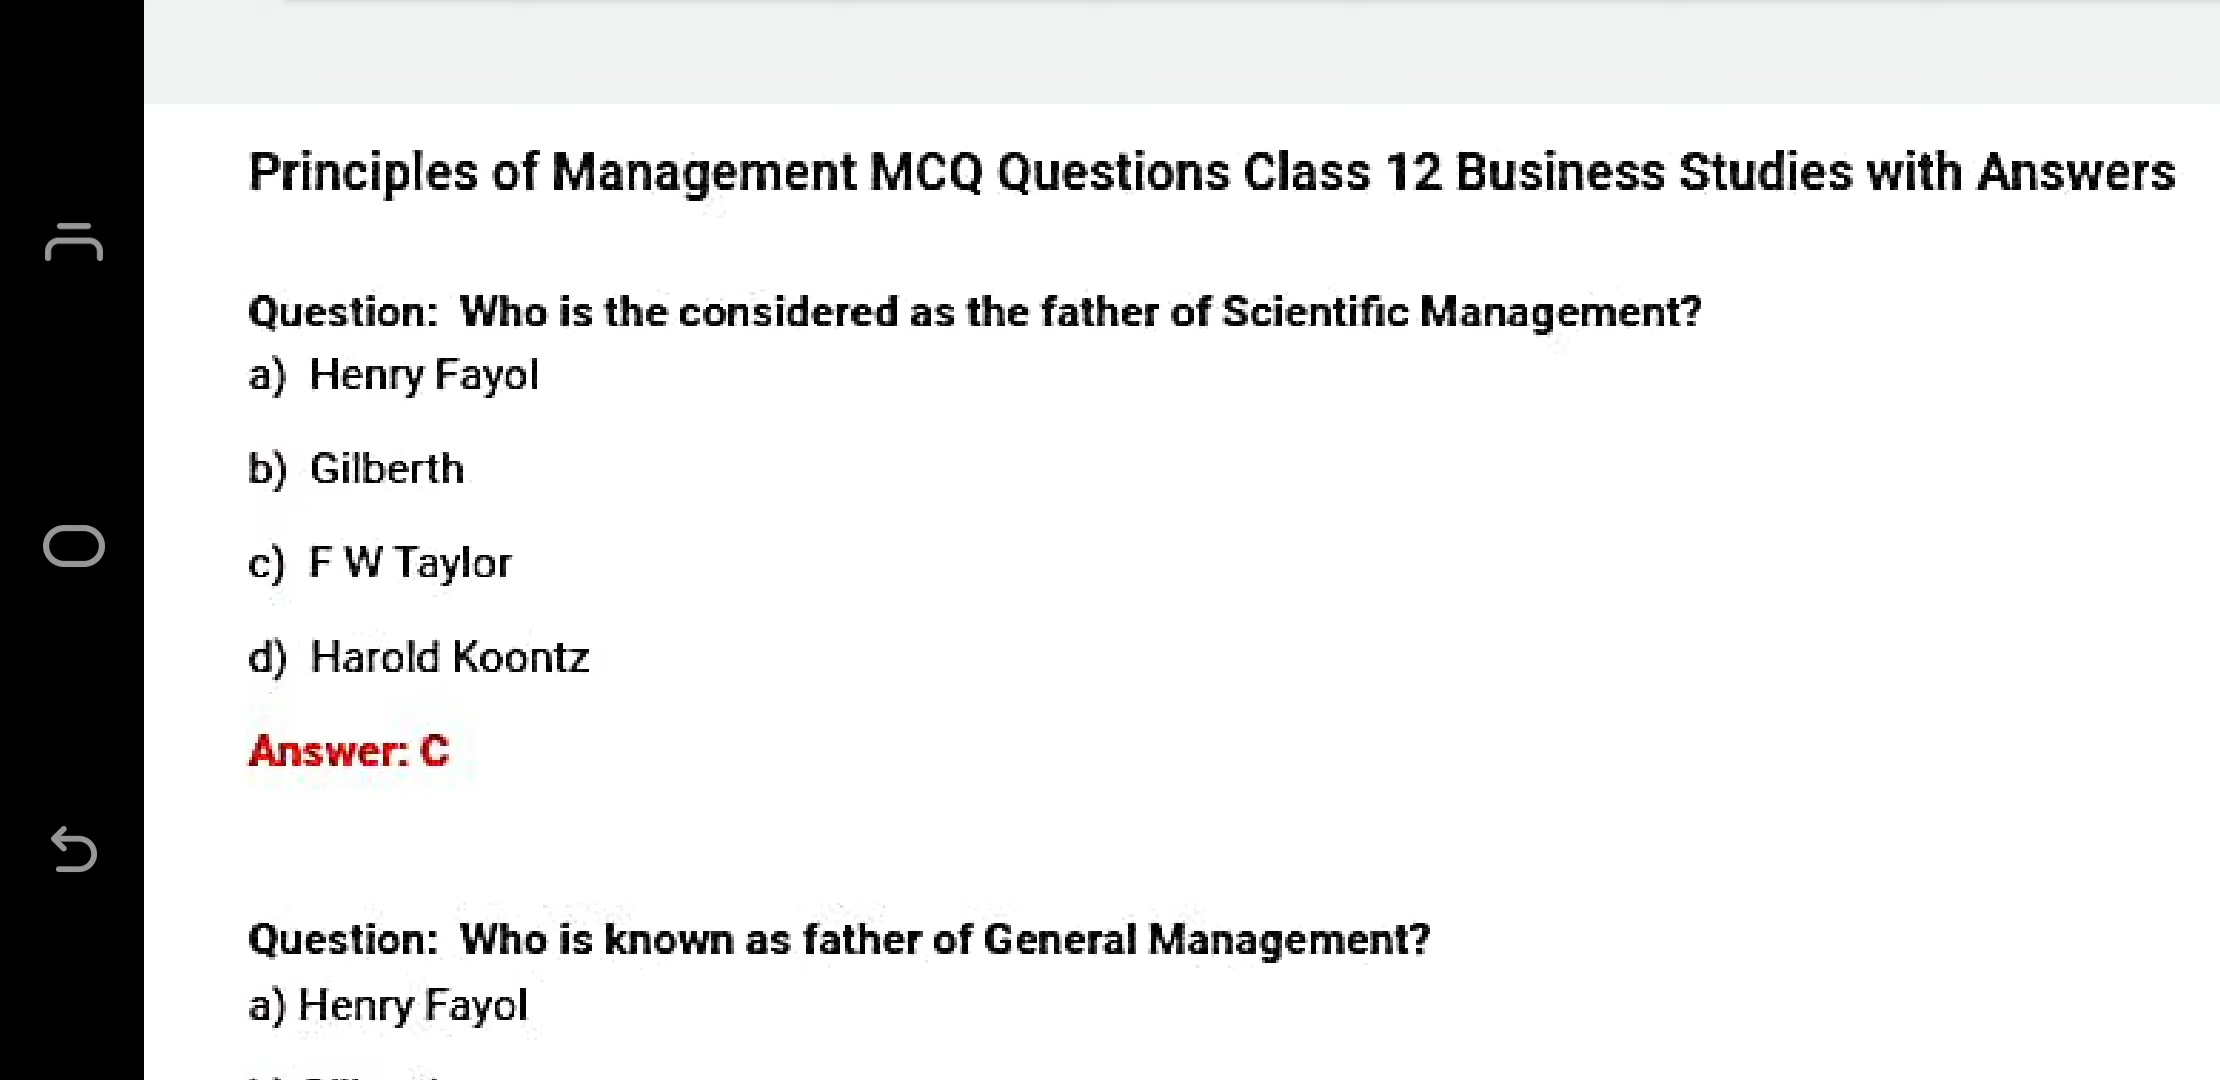 Principles of Management MCQ Questions Class 12 Business Studies with Answers
Question: Who is the considered as the father of Scientific Management?
a) Henry Fayol
b) Gilberth
c) F W Taylor
d) Harold Koontz
Answer: C
Question: Who is known as father of General Management?
a) Henry Fayol